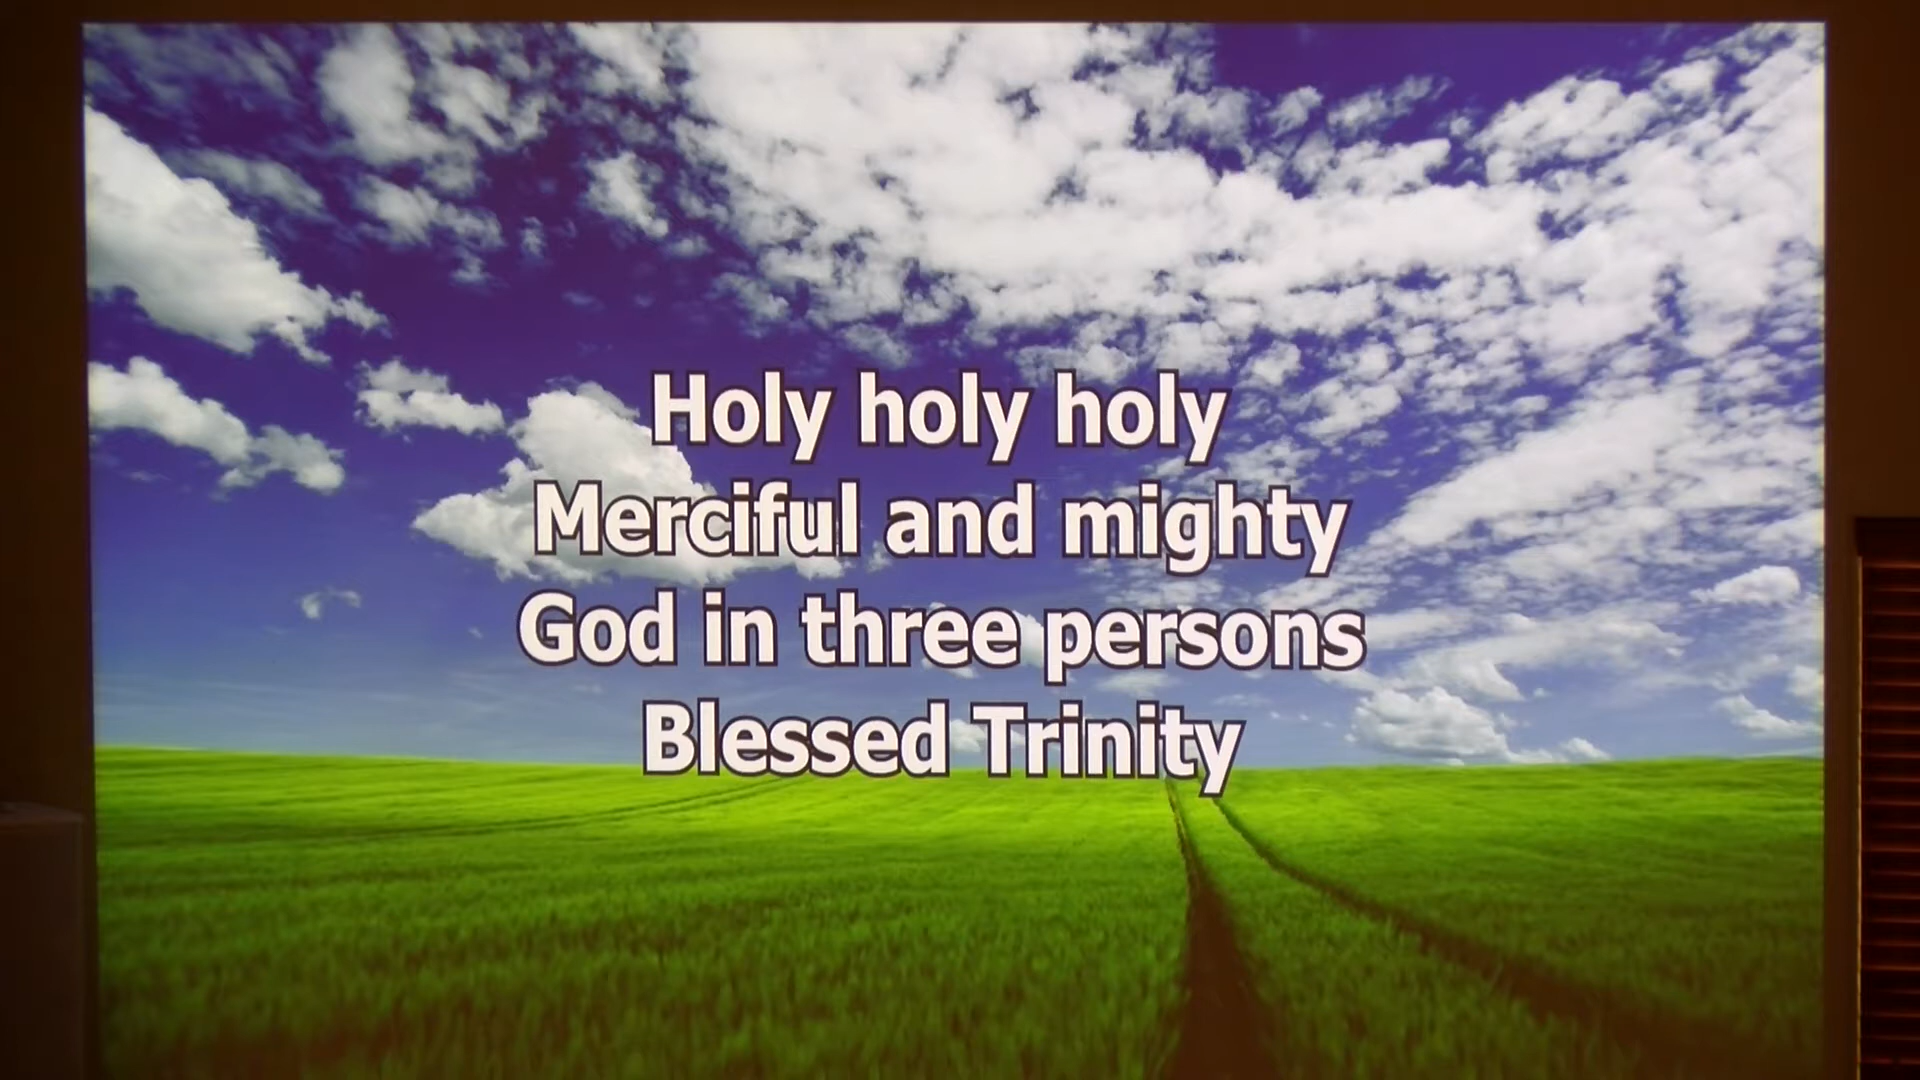 Holy holy holy
Merciful and mighty
God in three persons
Blessed Trinity